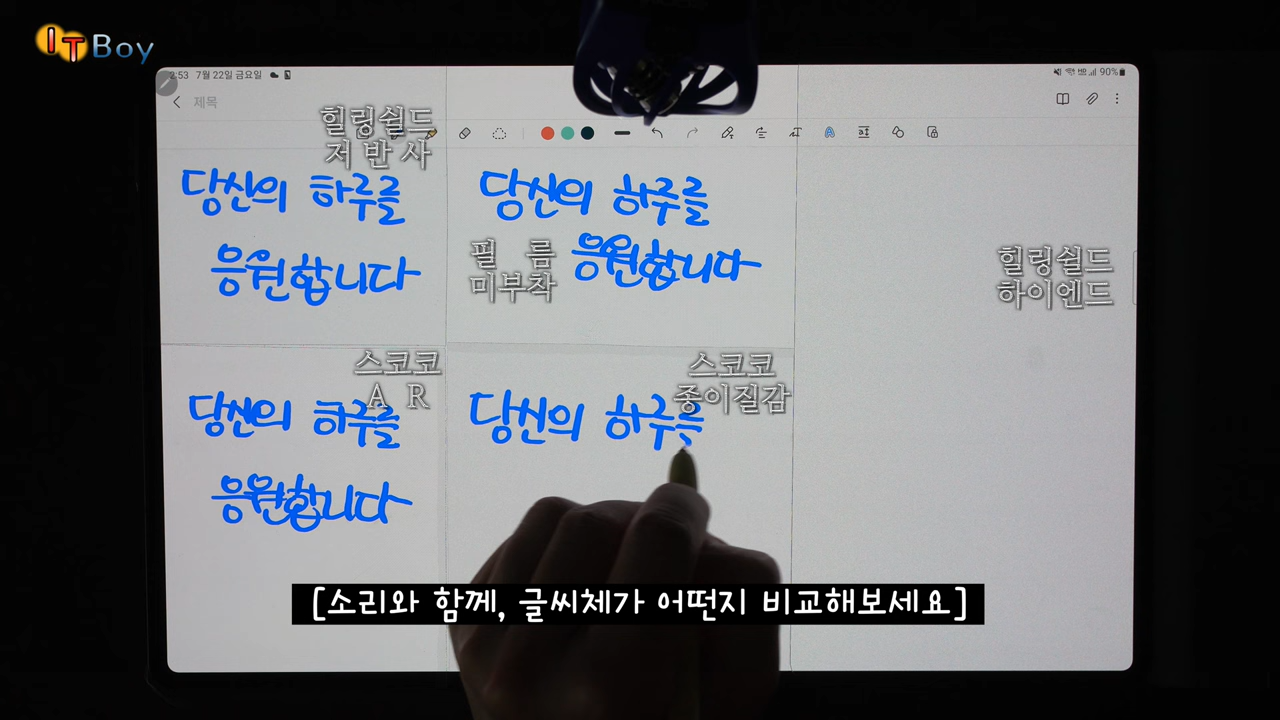 IT Boy
2:53 7월 22일 금요일
90%
제목
힐링쉴드
저반사
당신의 하루를
응원합니다
당신의 하루를
필 름
미부착
응원합니다
힐링쉴드
하이엔드
스코코
A R
당신의 하루를
응원합니다
스코코
종이질감
당신의 하루를
[소리와 함께, 글씨체가 어떤지 비교해보세요]